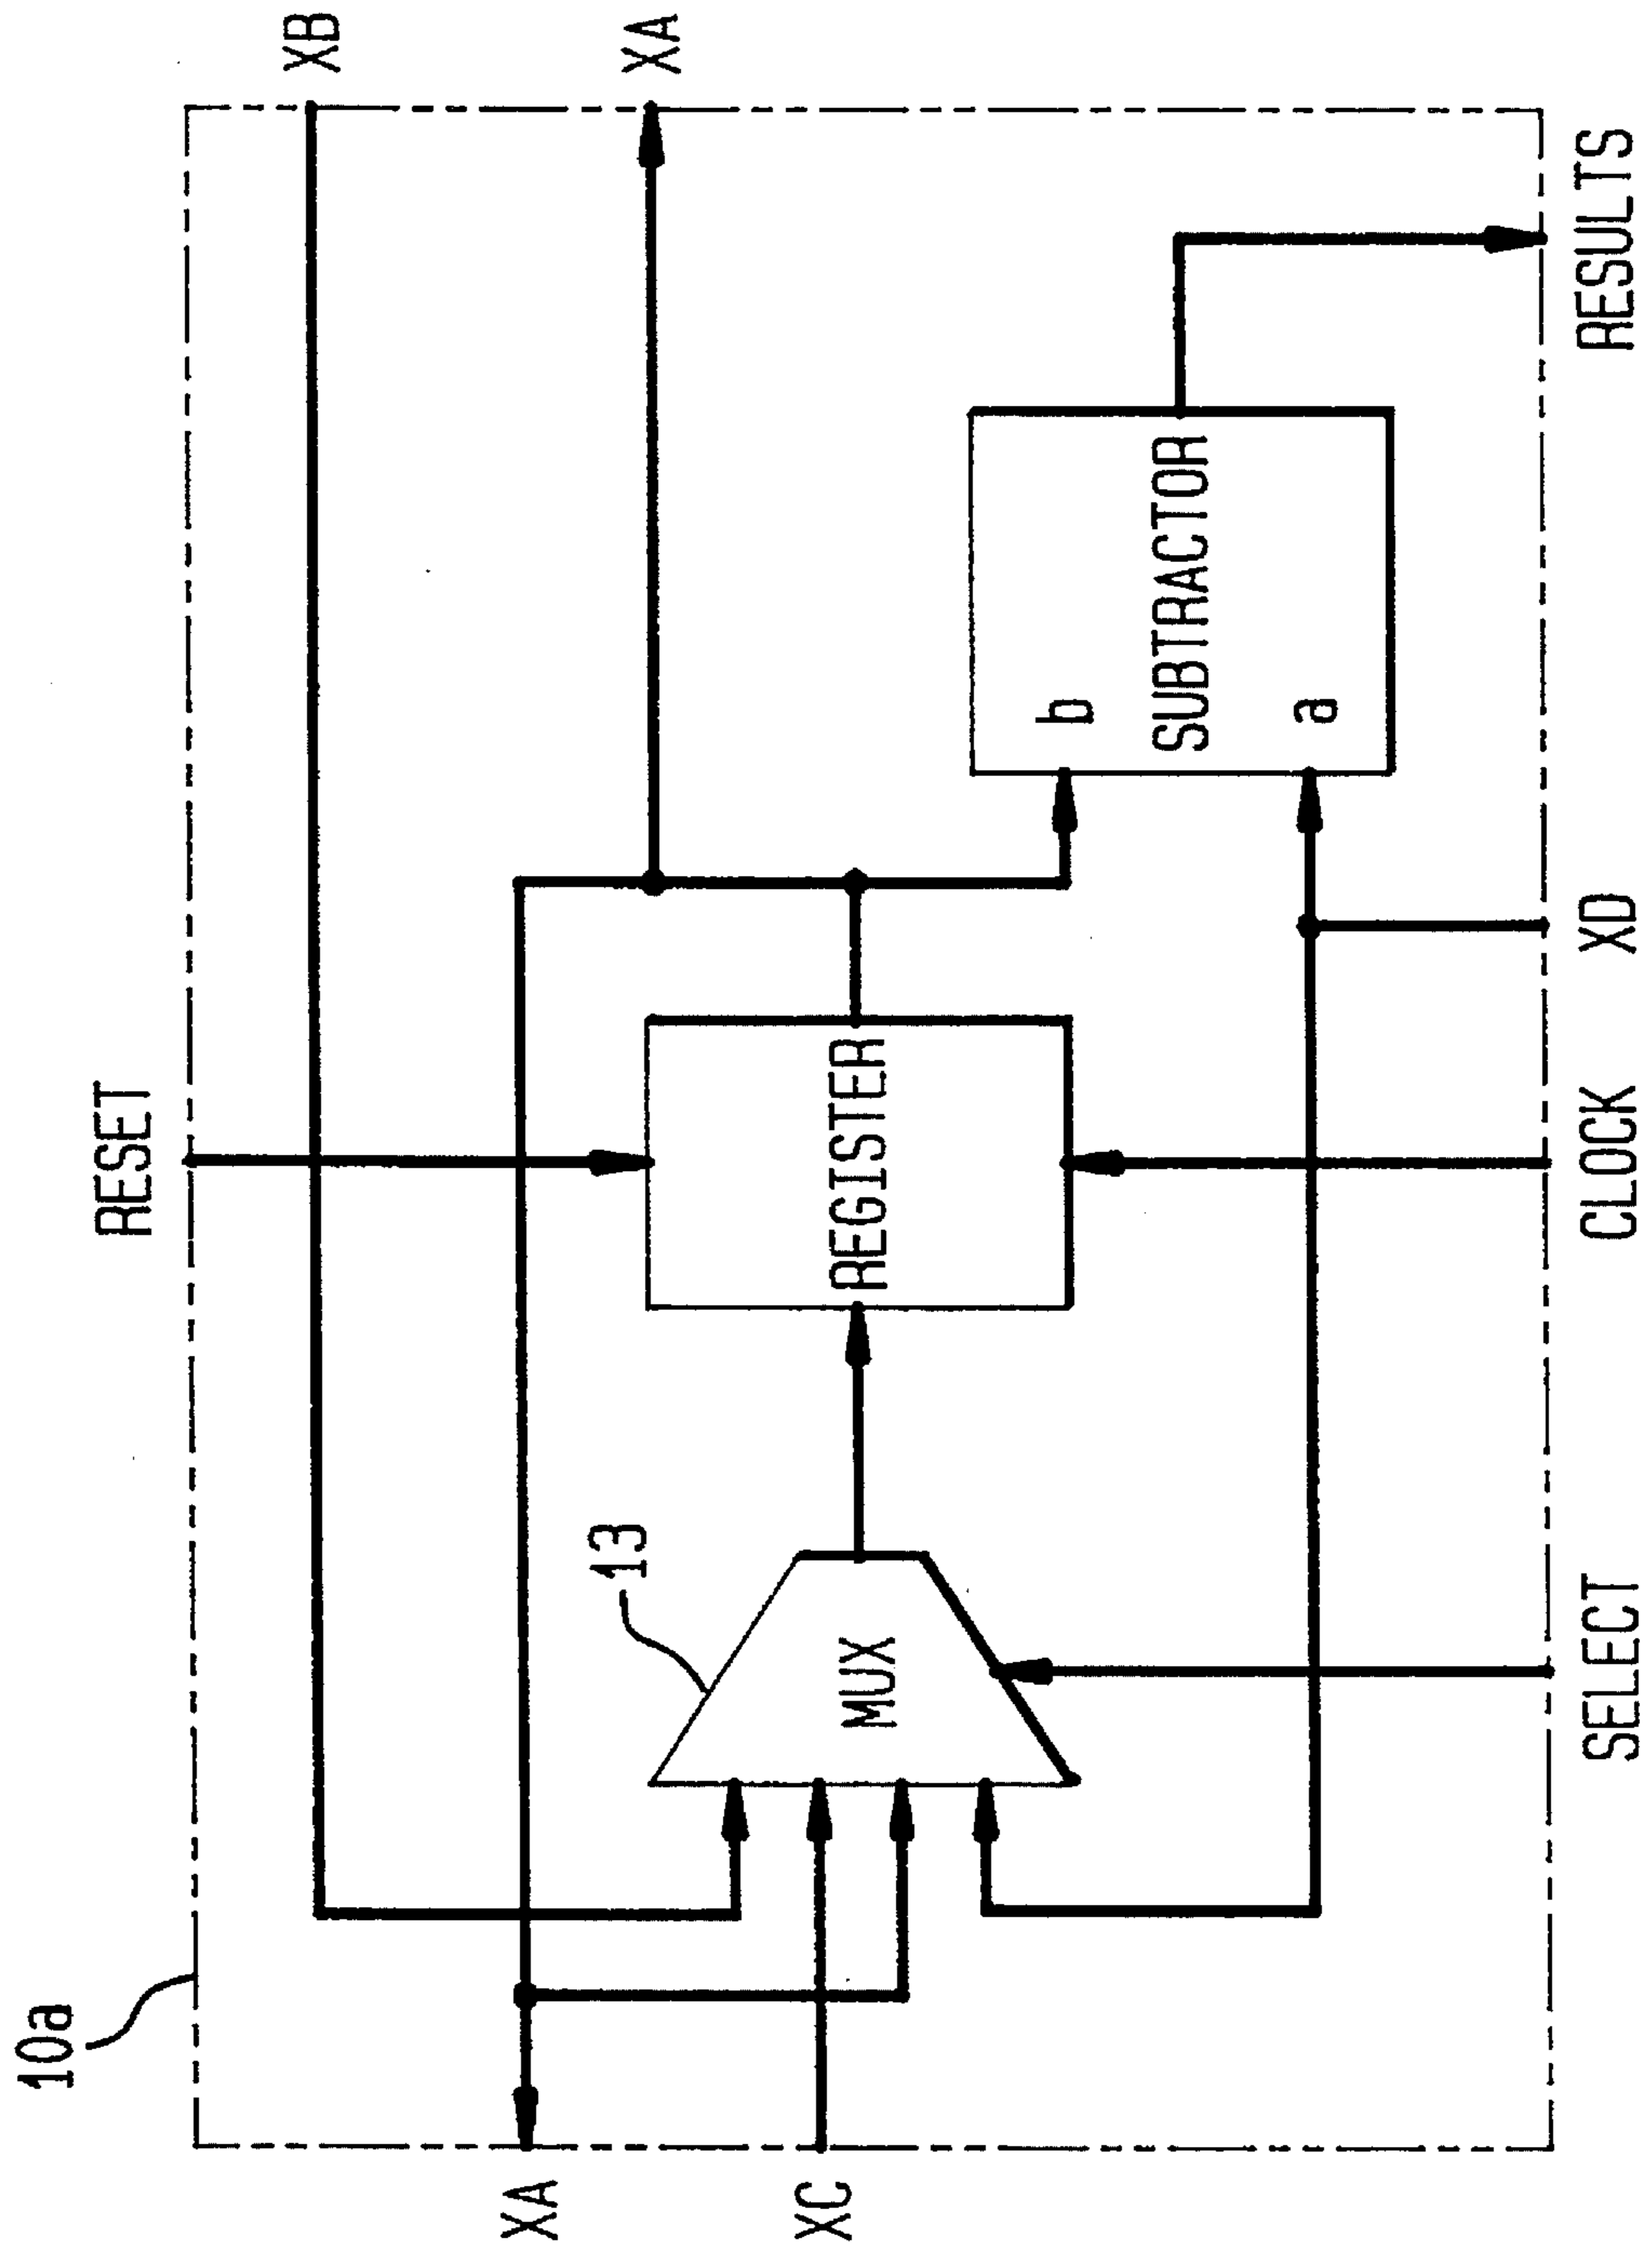 10a
RESET
XB
13
XA
XA
XC
MUX
REGISTER
b
SUBTRACTOR
a
SELECT
CLOCK
XD
RESULTS